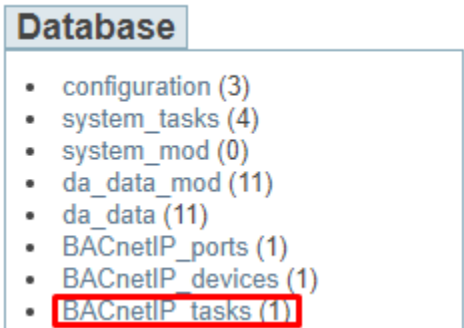 Database
configuration (3)
system_tasks (4)
system_mod (0)
da_data_mod (11)
da_data (11)
BACnetIP_ports (1)
BACnetIP_devices (1)
BACnetIP_tasks (1)